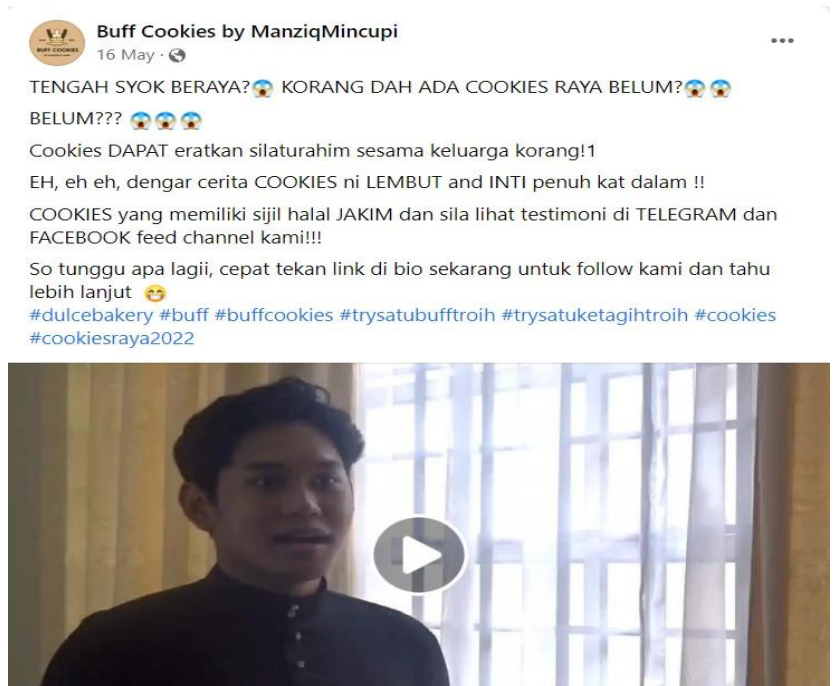 BUFF COOKIES
Buff Cookies by ManziqMincupi
16 May ·
TENGAH SYOK BERAYA?😱 KORANG DAH ADA COOKIES RAYA BELUM?😱😱
BELUM??? 😱😱😱
Cookies DAPAT eratkan silaturahim sesama keluarga korang!1
EH, eh eh, dengar cerita COOKIES ni LEMBUT and INTI penuh kat dalam !!
COOKIES yang memiliki sijil halal JAKIM dan sila lihat testimoni di TELEGRAM dan
FACEBOOK feed channel kami!!!
So tunggu apa lagii, cepat tekan link di bio sekarang untuk follow kami dan tahu
lebih lanjut 😁
#dulcebakery #buff #buffcookies #trysatubufftroih #trysatuketagihtroih #cookies
#cookiesraya2022